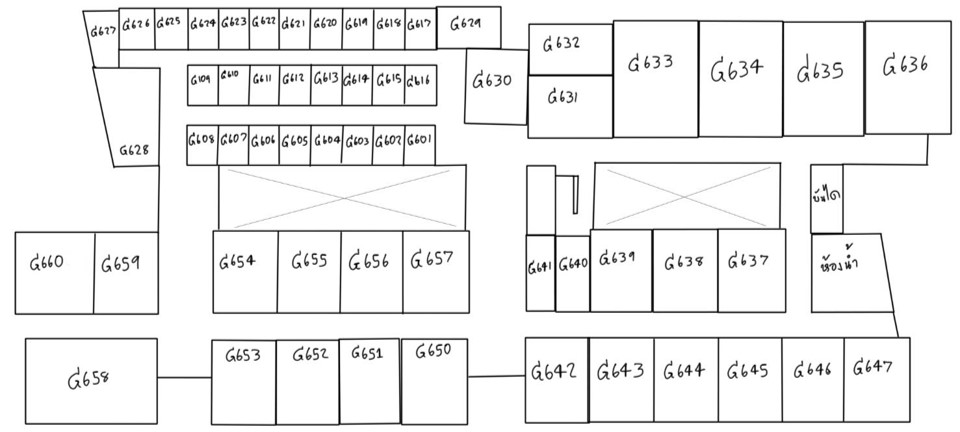 G627 G626 G625 G624 G623 G622 G621 G620 G619 G618 G617 G629
G632 G633 G634 G635 G636
G609 G610 G611 G612 G613 G614 G615 G616 G630
G631
G608 G607 G606 G605 G604 G603 G602 G601
G628
บันได
G660 G659 G654 G655 G656 G657 G641 G640 G639 G638 G637 ห้องน้ำ
G658 G653 G652 G651 G650 G642 G643 G644 G645 G646 G647